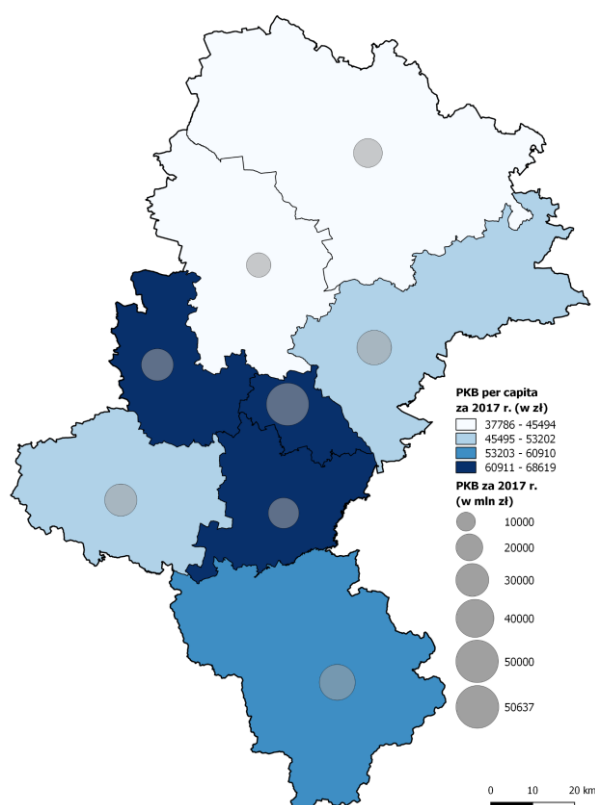 PKB per capita
za 2017 r. (w zł)
37786 - 45494
45495 - 53202
53203 - 60910
60911 - 68619
PKB za 2017 r.
(w mln zł)
10000
20000
30000
40000
50000
50637
0 10 20 km